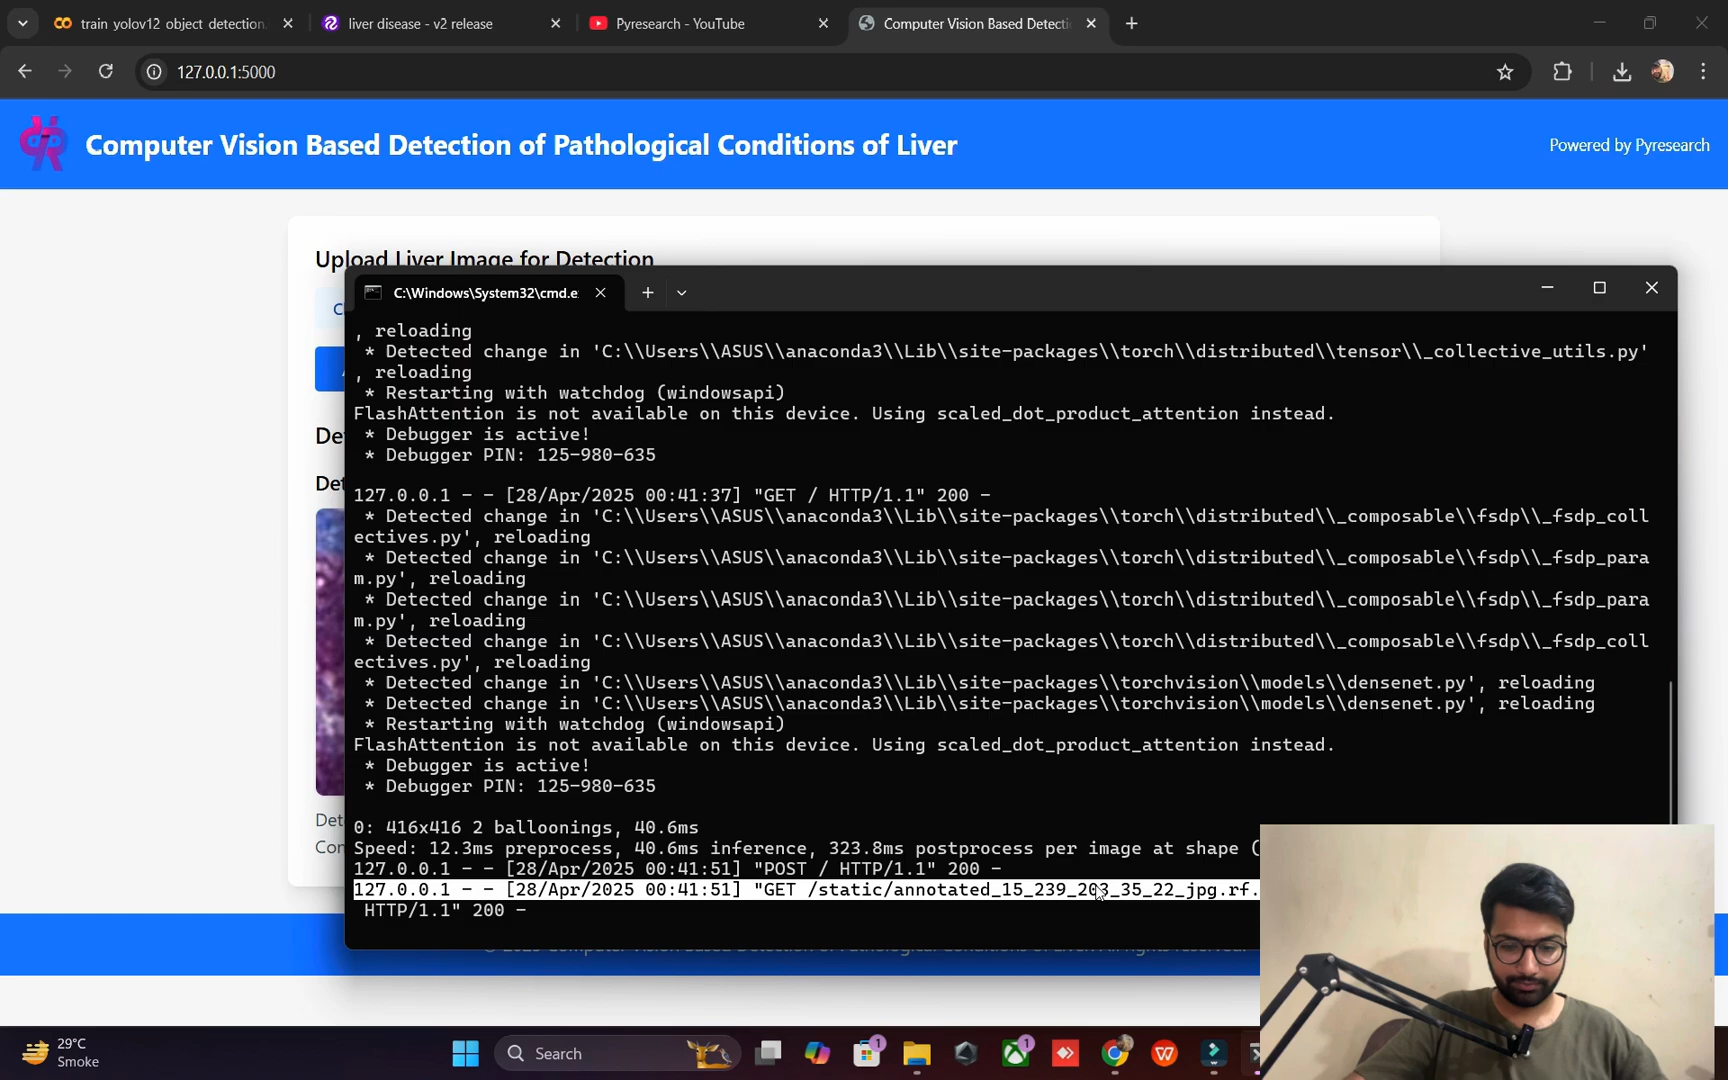 train yolov12 object detection.
liver disease - v2 release
Pyresearch - YouTube
Computer Vision Based Detecti
127.0.0.1:5000
Computer Vision Based Detection of Pathological Conditions of Liver
Powered by Pyresearch
Upload Liver Image for Detection
C:\Windows\System32\cmd.e
, reloading
* Detected change in 'C:\\Users\\ASUS\\anaconda3\\Lib\\site-packages\\torch\\distributed\\tensor\\_collective_utils.py'
, reloading
* Restarting with watchdog (windowsapi)
FlashAttention is not available on this device. Using scaled_dot_product_attention instead.
* Debugger is active!
* Debugger PIN: 125-980-635
127.0.0.1 - - [28/Apr/2025 00:41:37] "GET / HTTP/1.1" 200 -
* Detected change in 'C:\\Users\\ASUS\\anaconda3\\Lib\\site-packages\\torch\\distributed\\_composable\\fsdp\\_fsdp_coll
ectives.py', reloading
* Detected change in 'C:\\Users\\ASUS\\anaconda3\\Lib\\site-packages\\torch\\distributed\\_composable\\fsdp\\_fsdp_para
m.py', reloading
* Detected change in 'C:\\Users\\ASUS\\anaconda3\\Lib\\site-packages\\torch\\distributed\\_composable\\fsdp\\_fsdp_para
m.py', reloading
* Detected change in 'C:\\Users\\ASUS\\anaconda3\\Lib\\site-packages\\torch\\distributed\\_composable\\fsdp\\_fsdp_coll
ectives.py', reloading
* Detected change in 'C:\\Users\\ASUS\\anaconda3\\Lib\\site-packages\\torchvision\\models\\densenet.py', reloading
* Detected change in 'C:\\Users\\ASUS\\anaconda3\\Lib\\site-packages\\torchvision\\models\\densenet.py', reloading
* Restarting with watchdog (windowsapi)
FlashAttention is not available on this device. Using scaled_dot_product_attention instead.
* Debugger is active!
* Debugger PIN: 125-980-635
0: 416x416 2 balloonings, 40.6ms
Speed: 12.3ms preprocess, 40.6ms inference, 323.8ms postprocess per image at shape (
127.0.0.1 - - [28/Apr/2025 00:41:51] "POST / HTTP/1.1" 200 -
127.0.0.1 - - [28/Apr/2025 00:41:51] "GET /static/annotated_15_239_203_35_22_jpg.rf.
HTTP/1.1" 200 -
De
Det
Det
Con
29°C
Smoke
Search
1
1